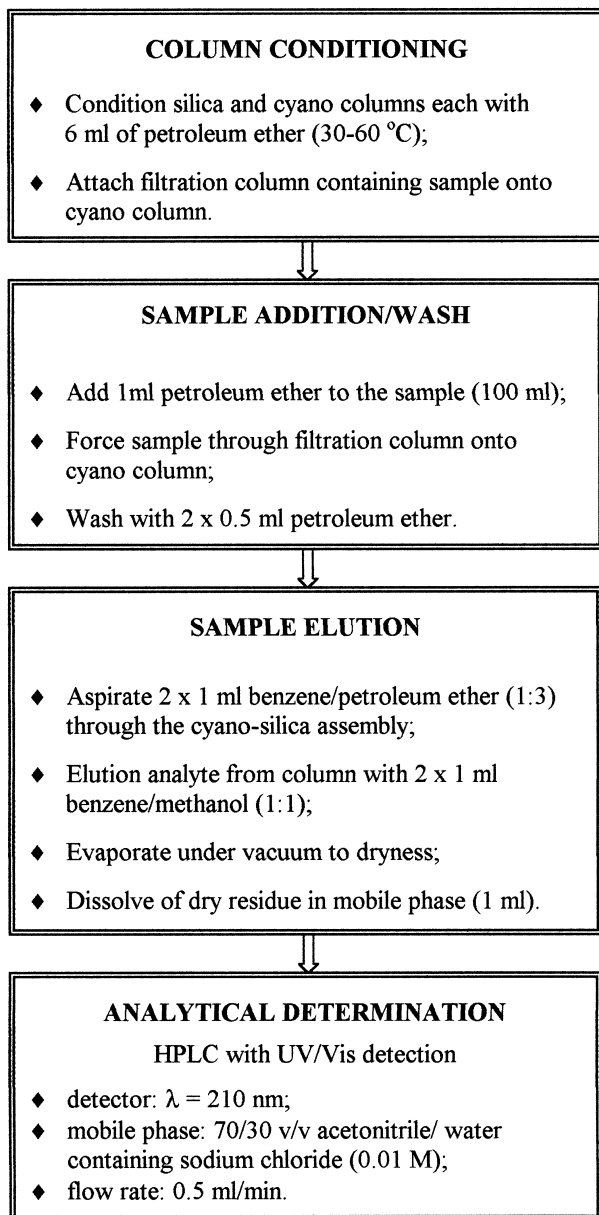 COLUMN CONDITIONING
♦ Condition silica and cyano columns each with
6 ml of petroleum ether (30-60 °C);
♦ Attach filtration column containing sample onto
cyano column.
SAMPLE ADDITION/WASH
♦ Add 1ml petroleum ether to the sample (100 ml);
♦ Force sample through filtration column onto
cyano column;
♦ Wash with 2 x 0.5 ml petroleum ether.
SAMPLE ELUTION
♦ Aspirate 2 x 1 ml benzene/petroleum ether (1:3)
through the cyano-silica assembly;
♦ Elution analyte from column with 2 x 1 ml
benzene/methanol (1:1);
♦ Evaporate under vacuum to dryness;
♦ Dissolve of dry residue in mobile phase (1 ml).
ANALYTICAL DETERMINATION
HPLC with UV/Vis detection
♦ detector: λ = 210 nm;
♦ mobile phase: 70/30 v/v acetonitrile/ water
containing sodium chloride (0.01 M);
♦ flow rate: 0.5 ml/min.